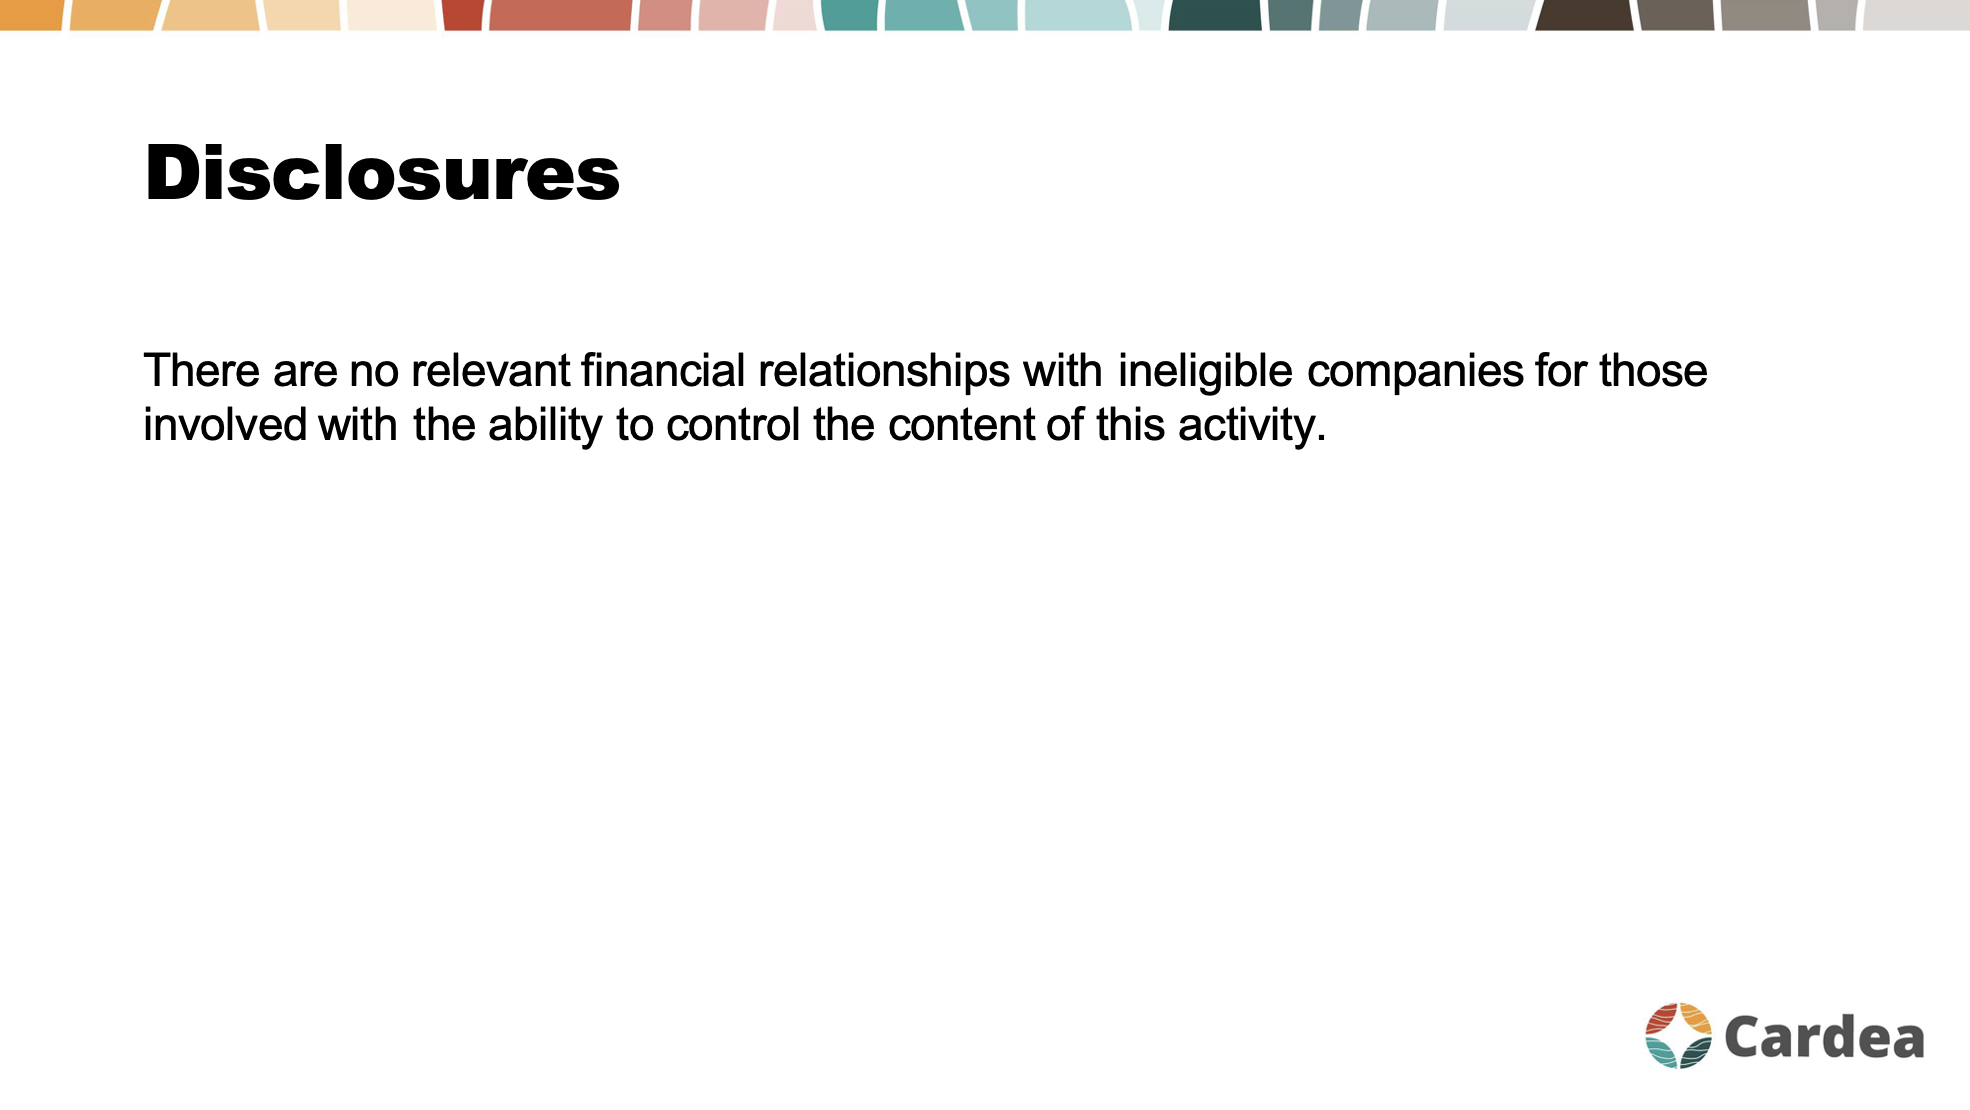 Disclosures
There are no relevant financial relationships with ineligible companies for those
involved with the ability to control the content of this activity.
Cardea